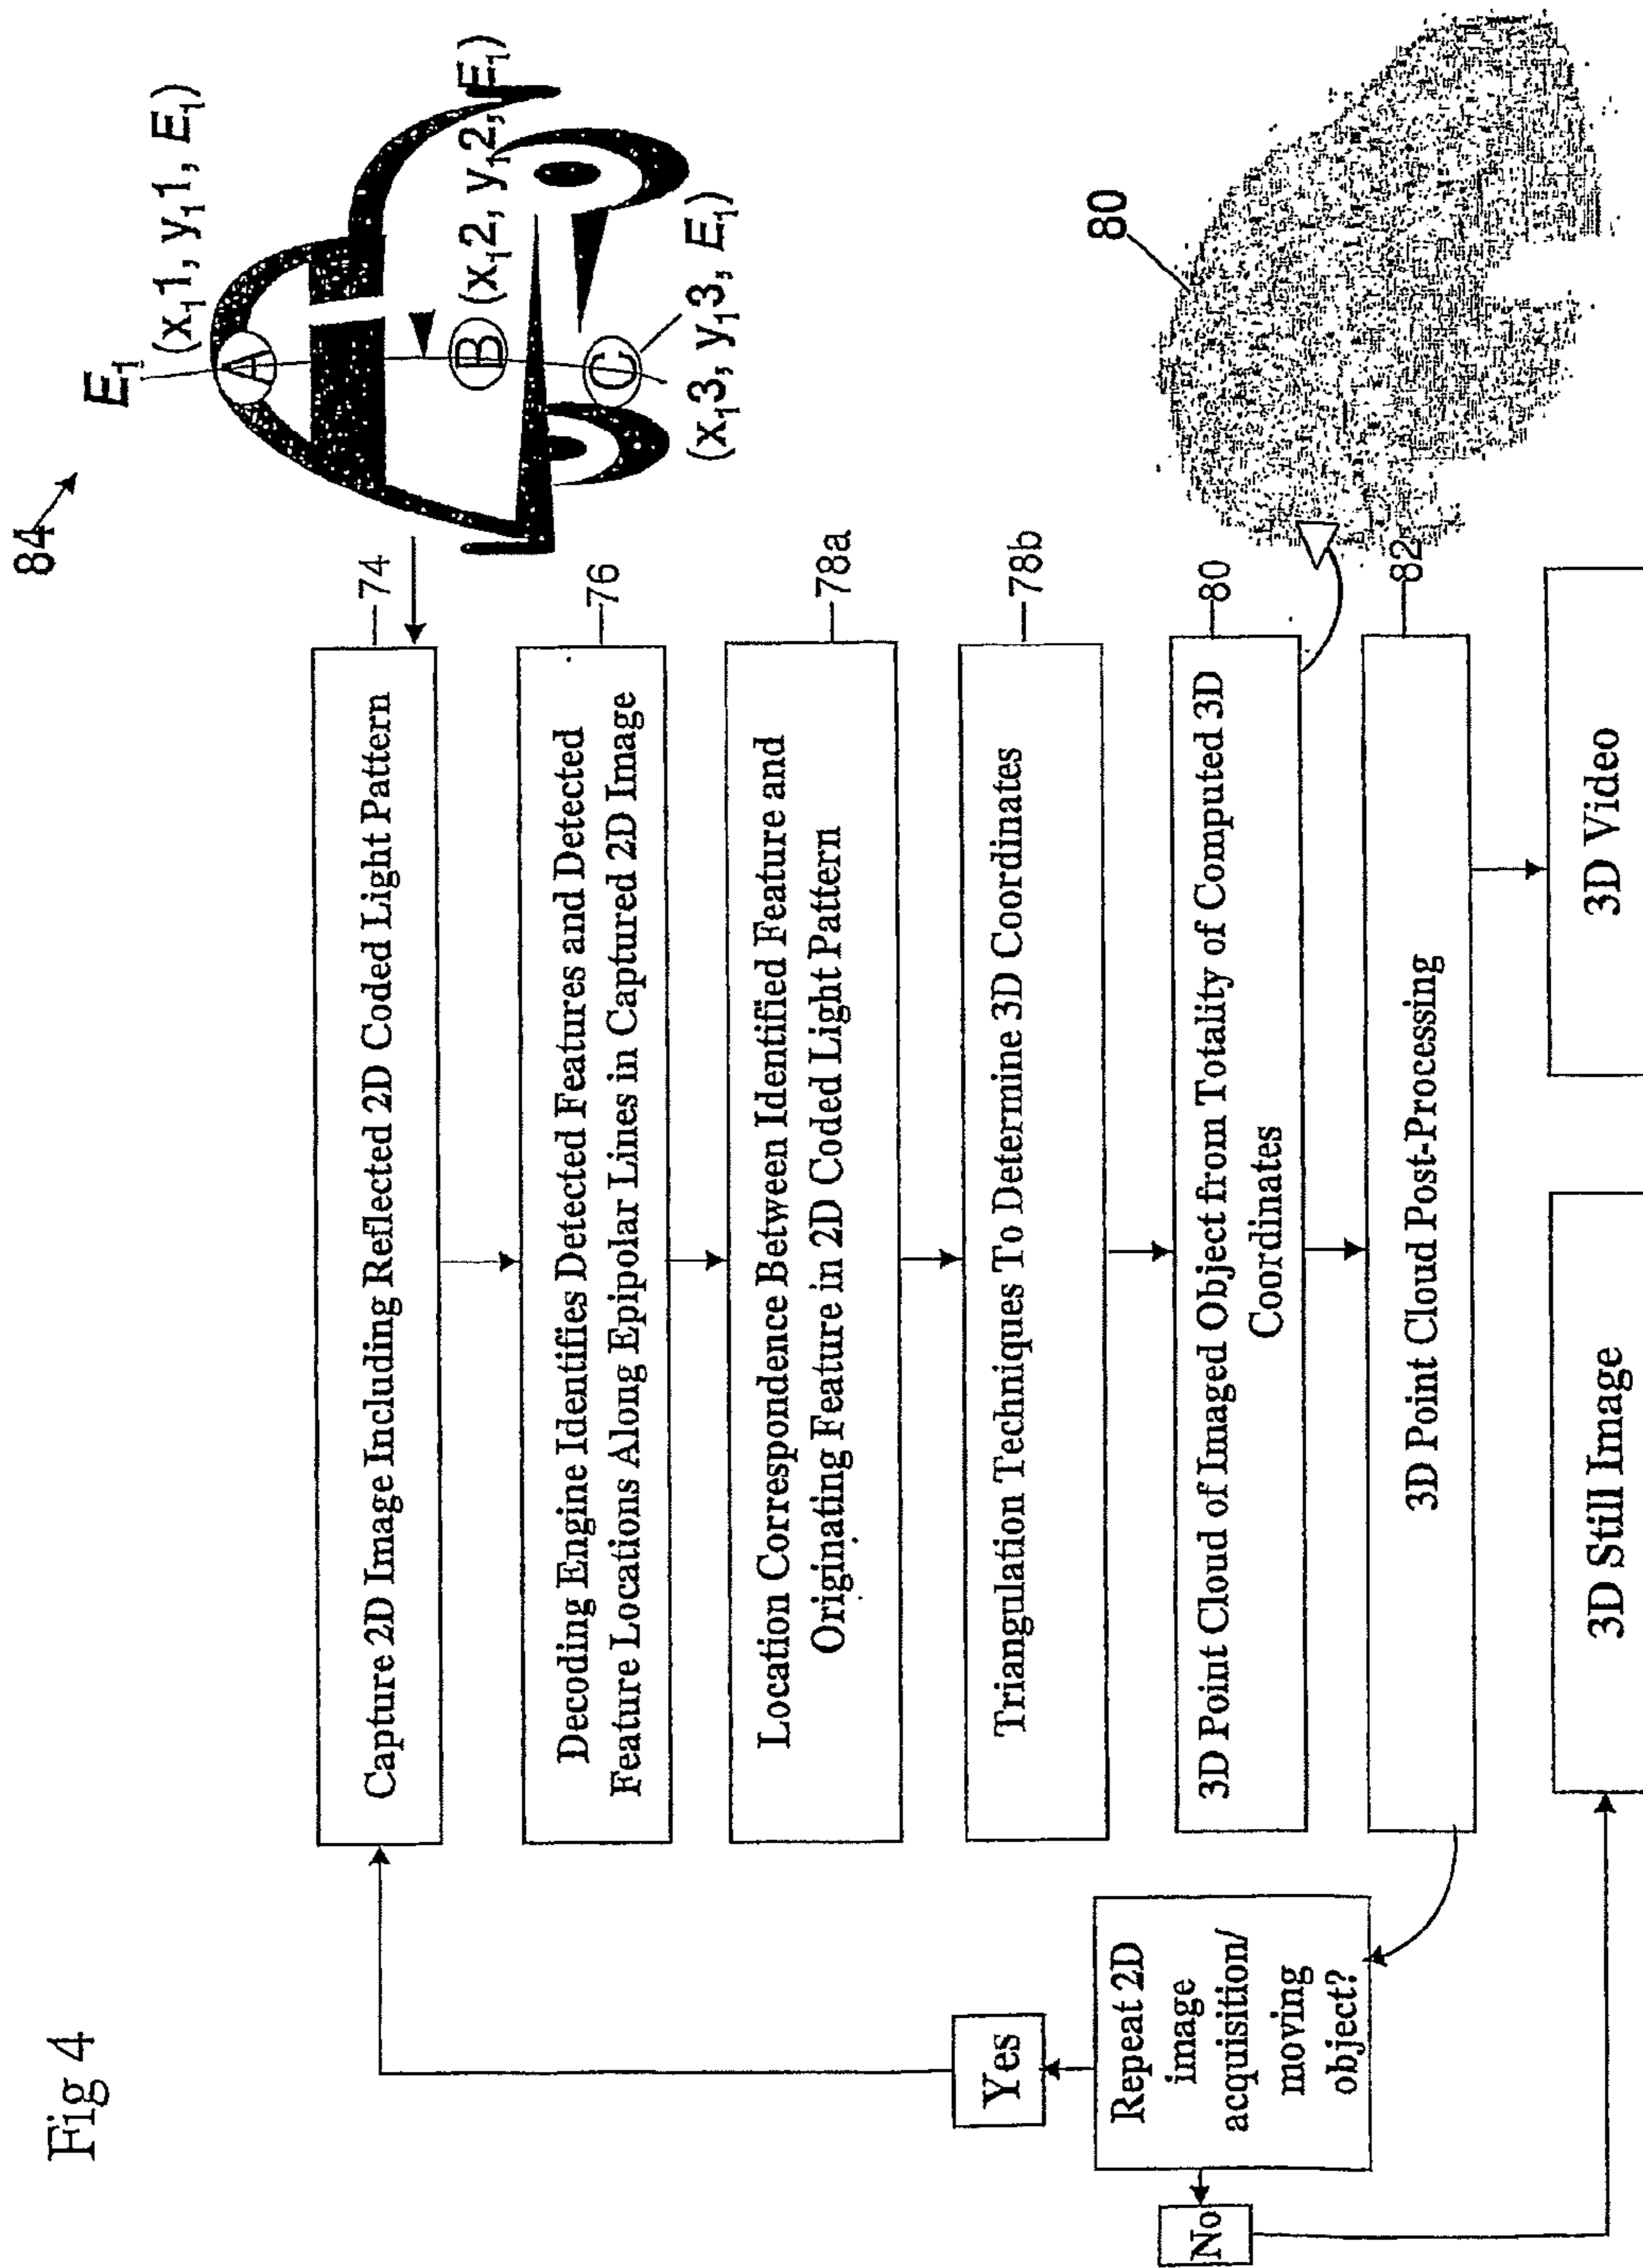 Fig 4
84
E₁
(x₁1, y₁1, E₁)
A
B
(x₁2, y₁2, E₁)
C
(x₁3, y₁3, E₁)
Capture 2D Image Including Reflected 2D Coded Light Pattern
74
Decoding Engine Identifies Detected Features and Detected
Feature Locations Along Epipolar Lines in Captured 2D Image
76
Location Correspondence Between Identified Feature and
Originating Feature in 2D Coded Light Pattern
78a
Triangulation Techniques To Determine 3D Coordinates
78b
3D Point Cloud of Imaged Object from Totality of Computed 3D
Coordinates
80
80
3D Point Cloud Post-Processing
82
Repeat 2D
image
acquisition/
moving
object?
Yes
No
3D Still Image
3D Video